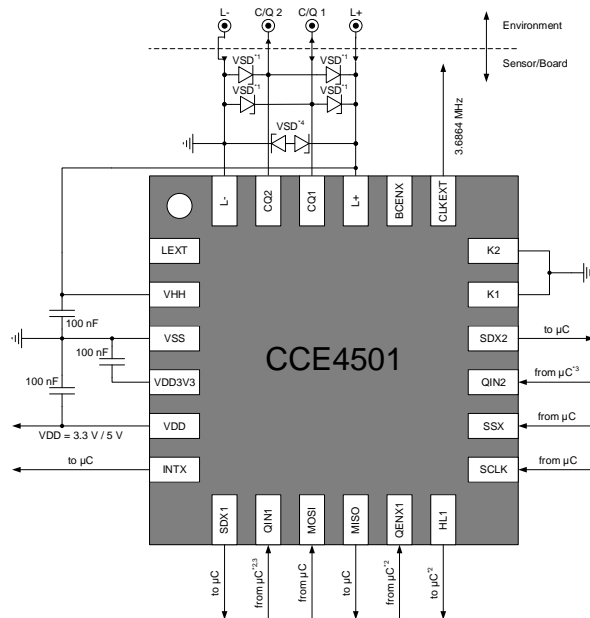 L-
C/Q 2
C/Q 1
L+
Environment
Sensor/Board
VSD*1
VSD*1
VSD*1
VSD*1
VSD*4
3.6864 MHz
L-
CQ2
CQ1
L+
BCENX
CLKEXT
LEXT
VHH
VSS
VDD3V3
VDD
INTX
K2
K1
SDX2
QIN2
SSX
SCLK
CCE4501
100 nF
100 nF
100 nF
VDD = 3.3 V / 5 V
to µC
to µC
from µC*3
from µC
from µC
SDX1
QIN1
MOSI
MISO
QENX1
HL1
to µC
from µC*2,3
from µC
to µC
from µC*2
to µC*2